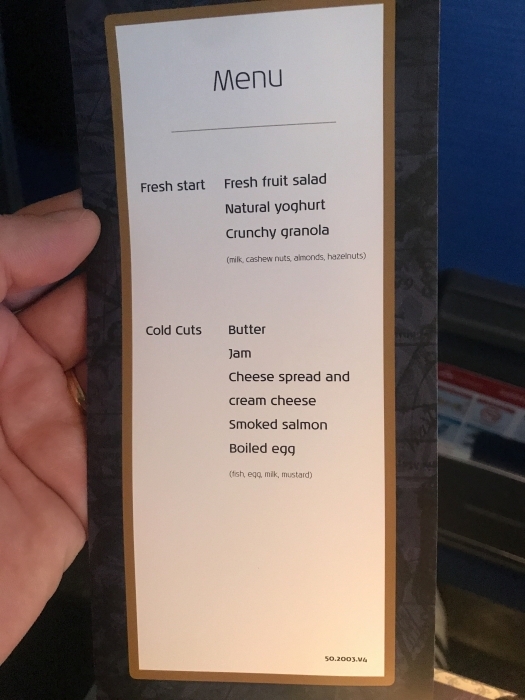 Menu
Fresh start Fresh fruit salad
Natural yoghurt
Crunchy granola
(milk, cashew nuts, almonds, hazelnuts)
Cold Cuts Butter
Jam
Cheese spread and
cream cheese
Smoked salmon
Boiled egg
(fish, egg, milk, mustard)
SO.2003.V4